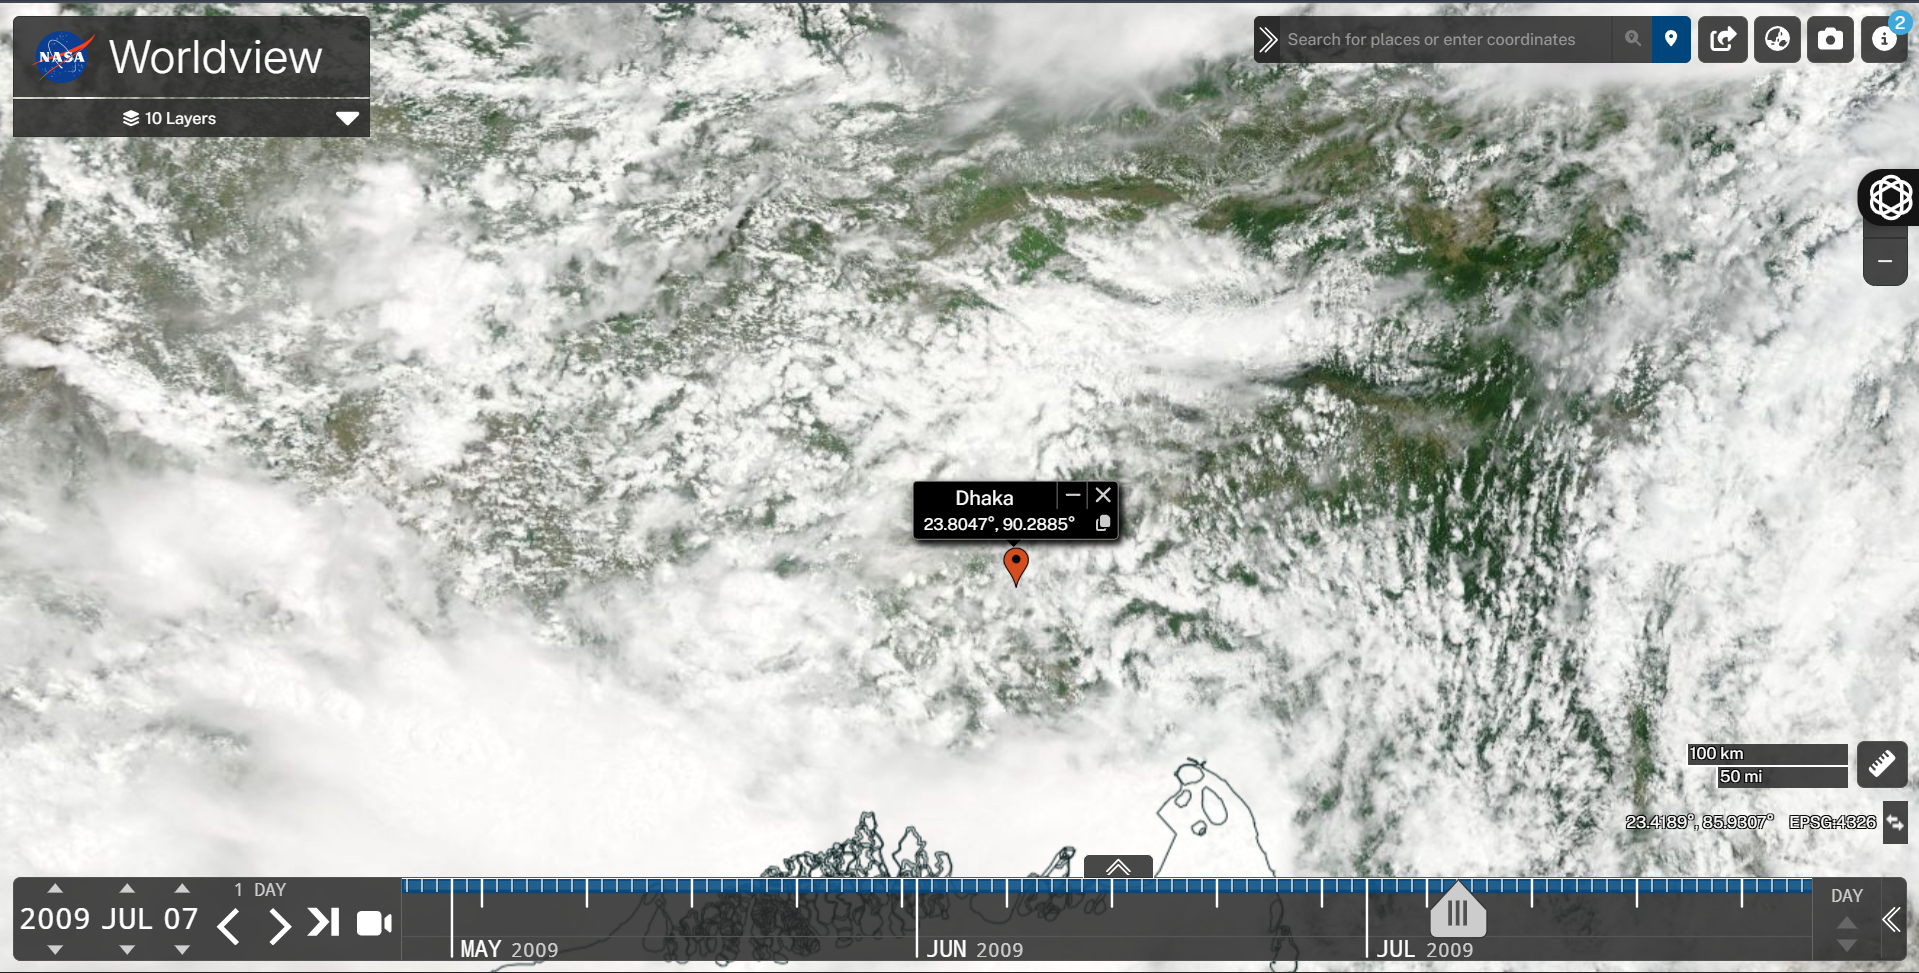 NASA
Worldview
10 Layers
Search for places or enter coordinates
2
Dhaka
23.8047°, 90.2885°
100 km
50 mi
23.4189°, 85.9307° EPSG:4326
2009 JUL 07
1 DAY
MAY 2009
JUN 2009
JUL 2009
DAY